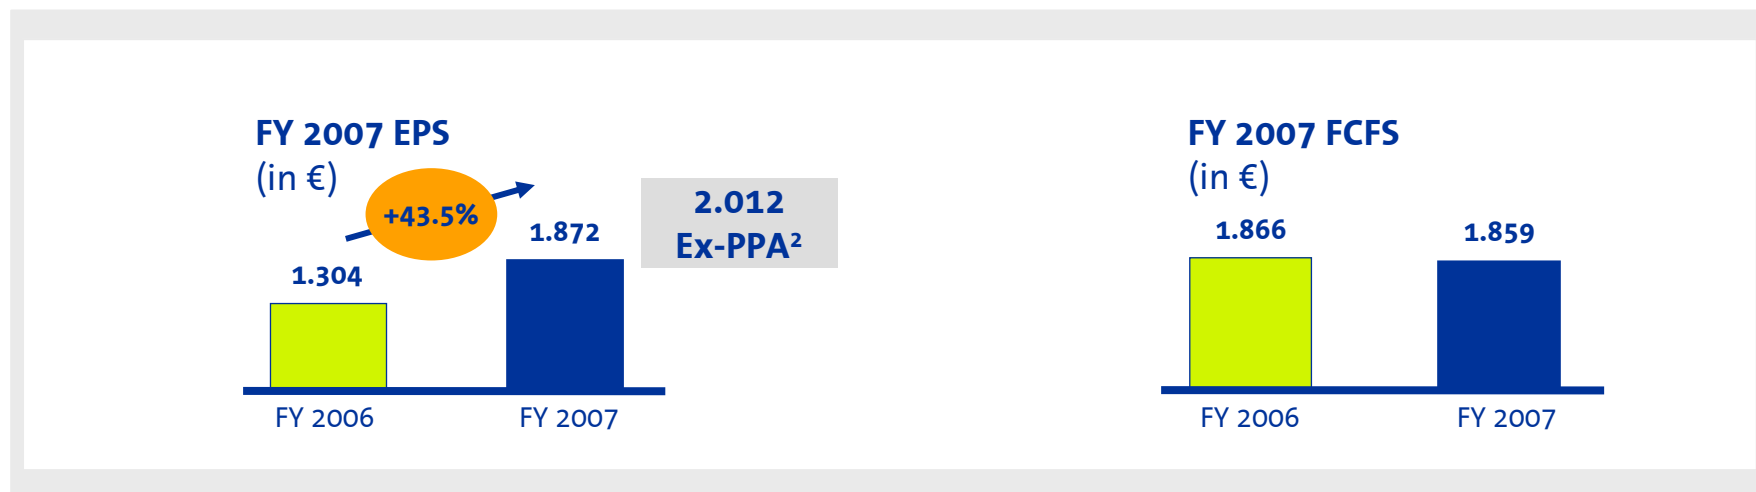 FY 2007 EPS
(in €)
+43.5%
1.304
1.872
2.012
Ex-PPA²
FY 2006
FY 2007
FY 2007 FCFS
(in €)
1.866
1.859
FY 2006
FY 2007